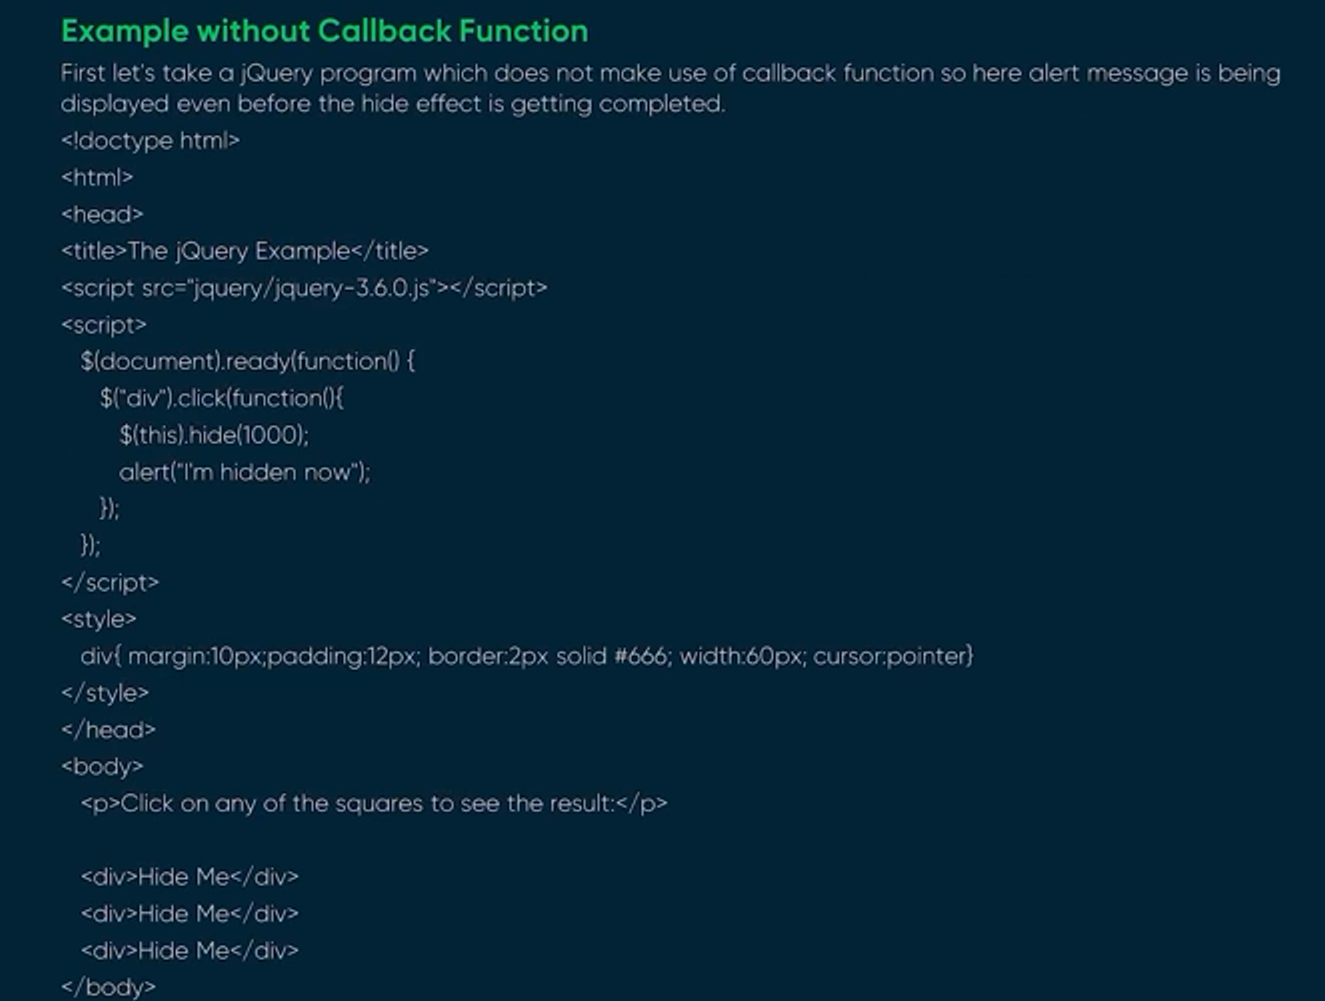 Example without Callback Function
First let's take a jQuery program which does not make use of callback function so here alert message is being
displayed even before the hide effect is getting completed.
<!doctype html>
<html>
<head>
<title>The jQuery Example</title>
<script src="jquery/jquery-3.6.0.js"></script>
<script>
   $(document).ready(function() {
      $("div").click(function(){
         $(this).hide(1000);
         alert("I'm hidden now");
      });
   });
</script>
<style>
   div{ margin:10px;padding:12px; border:2px solid #666; width:60px; cursor:pointer}
</style>
</head>
<body>
   <p>Click on any of the squares to see the result:</p>

   <div>Hide Me</div>
   <div>Hide Me</div>
   <div>Hide Me</div>
</body>